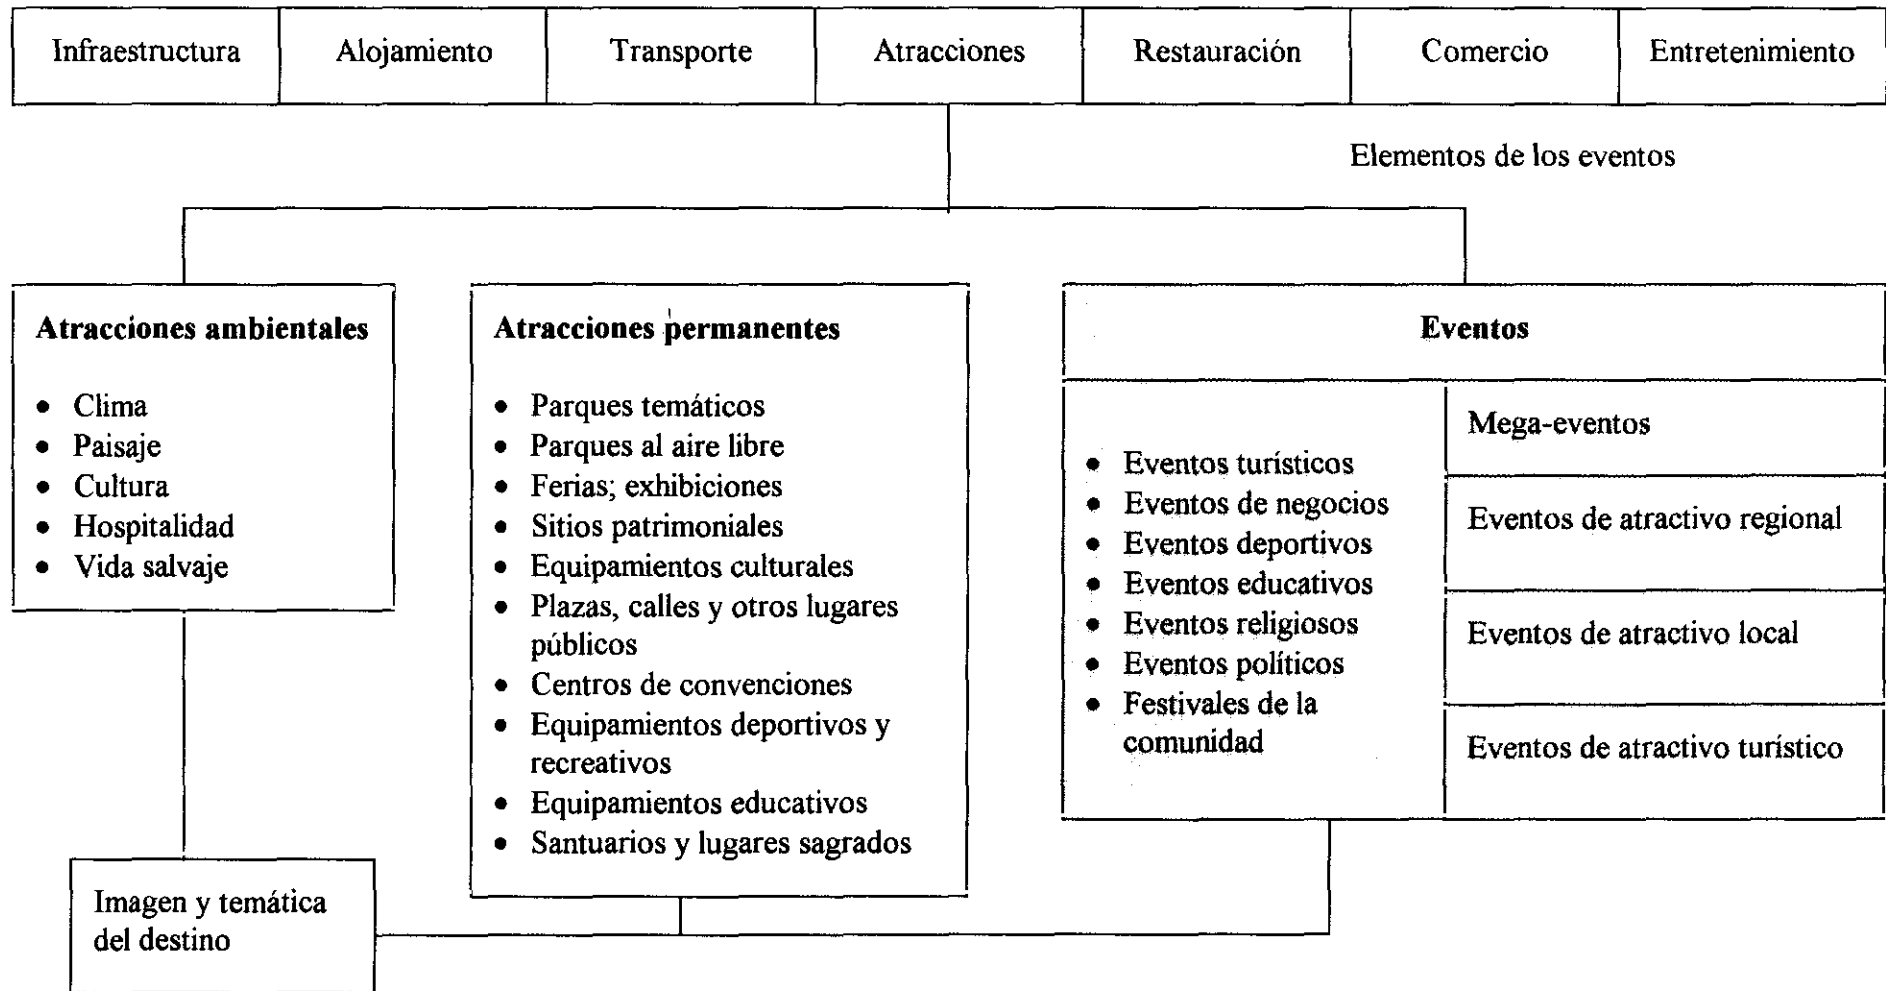 Infraestructura
Alojamiento
Transporte
Atracciones
Restauración
Comercio
Entretenimiento
Elementos de los eventos
Atracciones ambientales
• Clima
• Paisaje
• Cultura
• Hospitalidad
• Vida salvaje
Atracciones permanentes
• Parques temáticos
• Parques al aire libre
• Ferias; exhibiciones
• Sitios patrimoniales
• Equipamientos culturales
• Plazas, calles y otros lugares
públicos
• Centros de convenciones
• Equipamientos deportivos y
recreativos
• Equipamientos educativos
• Santuarios y lugares sagrados
Eventos
• Eventos turísticos
• Eventos de negocios
• Eventos deportivos
• Eventos educativos
• Eventos religiosos
• Eventos políticos
• Festivales de la
comunidad
Mega-eventos
Eventos de atractivo regional
Eventos de atractivo local
Eventos de atractivo turístico
Imagen y temática
del destino